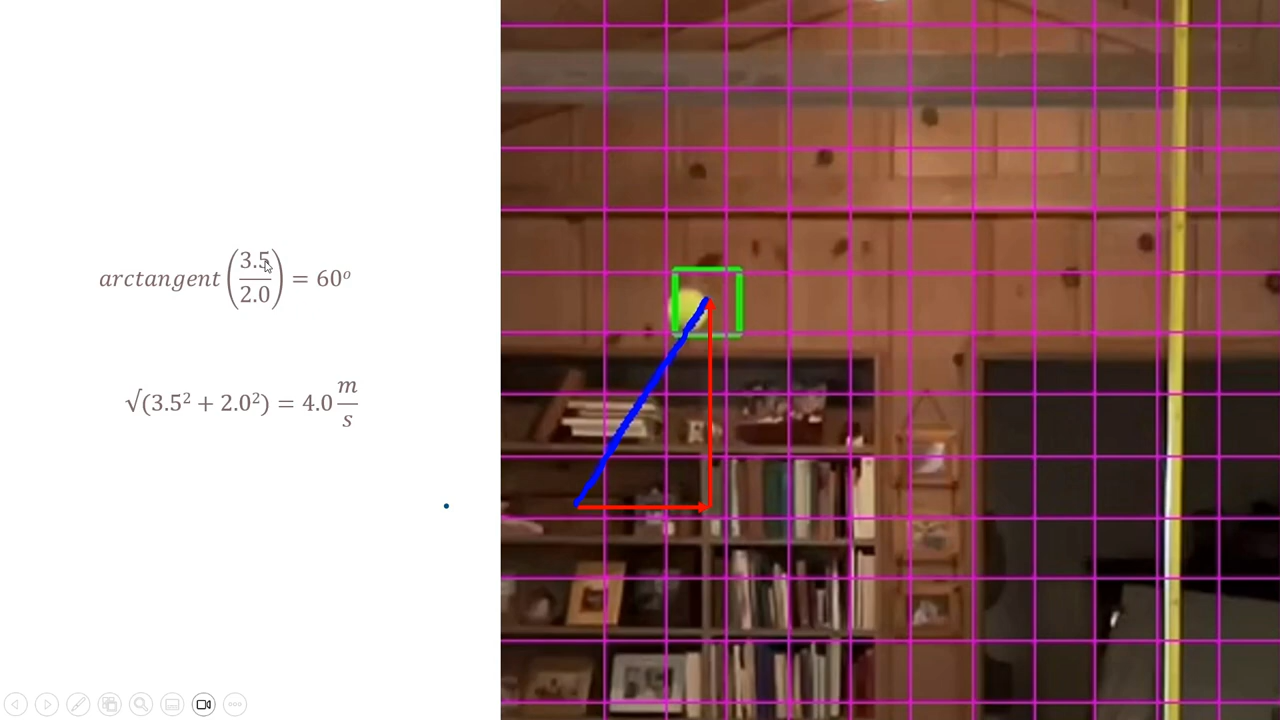 arctangent (3.5/2.0) = 60°
√(3.5² + 2.0²) = 4.0 m/s